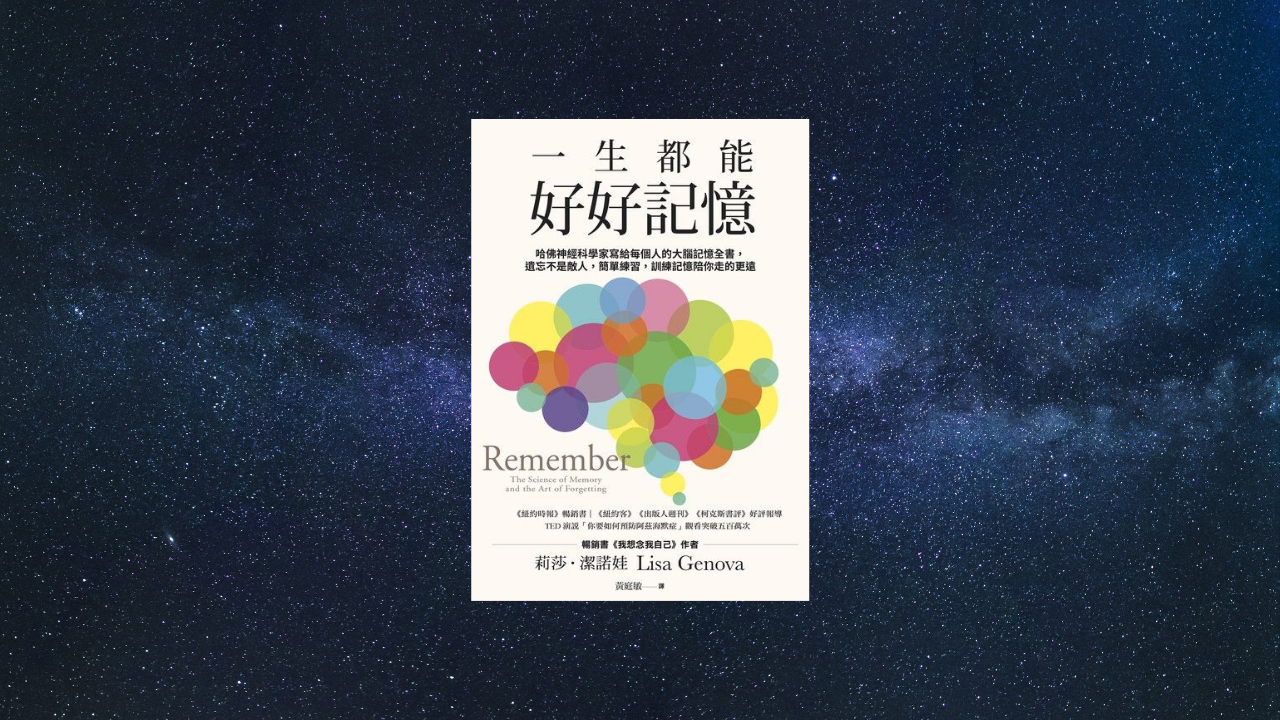 一生都能
好好記憶
哈佛神經科學家寫給每個人的大腦記憶全書，
遺忘不是敵人，簡單練習，訓練記憶陪你走的更遠
Remember
The Science of Memory
and the Art of Forgetting
《紐約時報》暢銷書｜《紐約客》《出版人週刊》《柯克斯書評》好評報導
TED 演說「你要如何預防阿茲海默症」觀看突破五百萬次
暢銷書《我想念我自己》作者
莉莎・潔諾娃 Lisa Genova
黃庭敏——譯